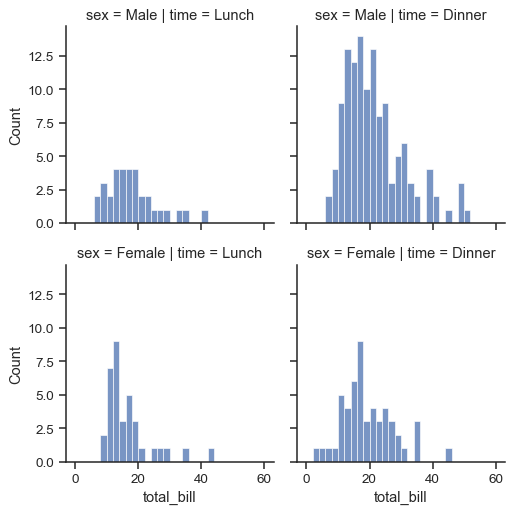 sex = Male | time = Lunch
sex = Male | time = Dinner
12.5
10.0
7.5
5.0
2.5
0.0
Count
sex = Female | time = Lunch
sex = Female | time = Dinner
12.5
10.0
7.5
5.0
2.5
0.0
Count
0 20 40 60
0 20 40 60
total_bill
total_bill